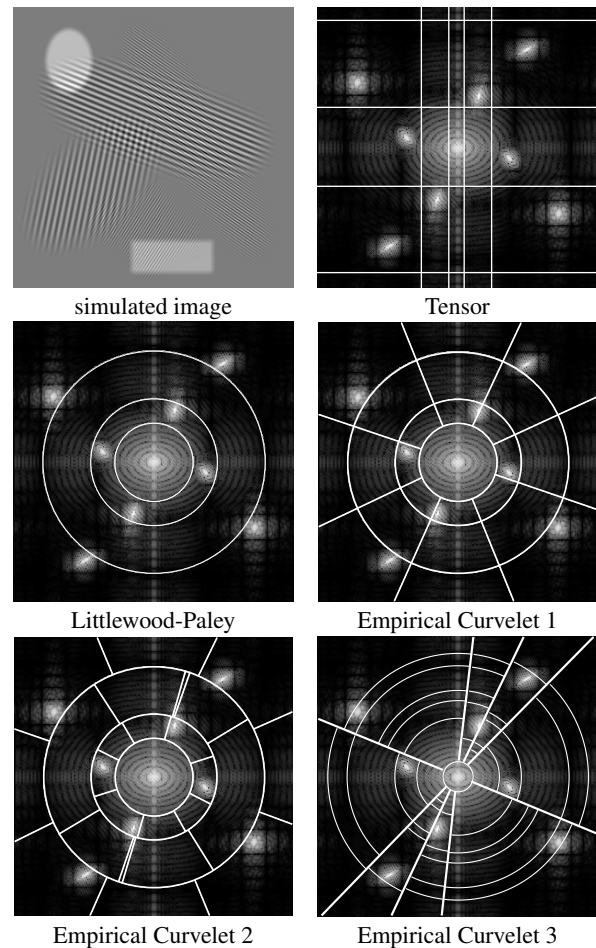 simulated image
Tensor
Littlewood-Paley
Empirical Curvelet 1
Empirical Curvelet 2
Empirical Curvelet 3